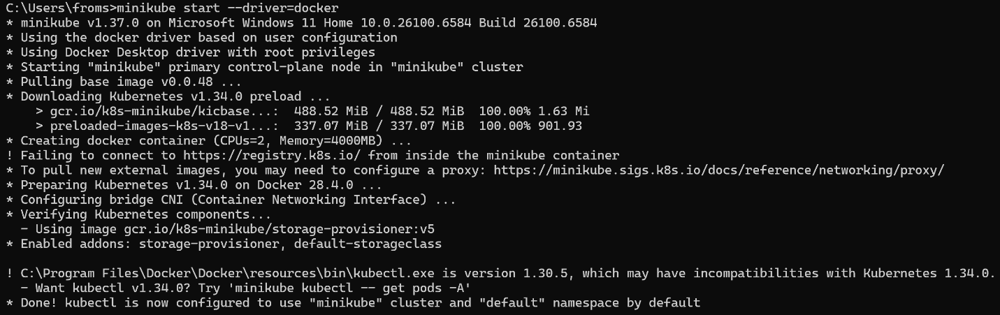 C:\Users\froms>minikube start --driver=docker
* minikube v1.37.0 on Microsoft Windows 11 Home 10.0.26100.6584 Build 26100.6584
* Using the docker driver based on user configuration
* Using Docker Desktop driver with root privileges
* Starting "minikube" primary control-plane node in "minikube" cluster
* Pulling base image v0.0.48 ...
* Downloading Kubernetes v1.34.0 preload ...
    > gcr.io/k8s-minikube/kicbase...:  488.52 MiB / 488.52 MiB  100.00% 1.63 Mi
    > preloaded-images-k8s-v18-v1...:  337.07 MiB / 337.07 MiB  100.00% 901.93
* Creating docker container (CPUs=2, Memory=4000MB) ...
! Failing to connect to https://registry.k8s.io/ from inside the minikube container
* To pull new external images, you may need to configure a proxy: https://minikube.sigs.k8s.io/docs/reference/networking/proxy/
* Preparing Kubernetes v1.34.0 on Docker 28.4.0 ...
* Configuring bridge CNI (Container Networking Interface) ...
* Verifying Kubernetes components...
  - Using image gcr.io/k8s-minikube/storage-provisioner:v5
* Enabled addons: storage-provisioner, default-storageclass

! C:\Program Files\Docker\Docker\resources\bin\kubectl.exe is version 1.30.5, which may have incompatibilities with Kubernetes 1.34.0.
  - Want kubectl v1.34.0? Try 'minikube kubectl -- get pods -A'
* Done! kubectl is now configured to use "minikube" cluster and "default" namespace by default